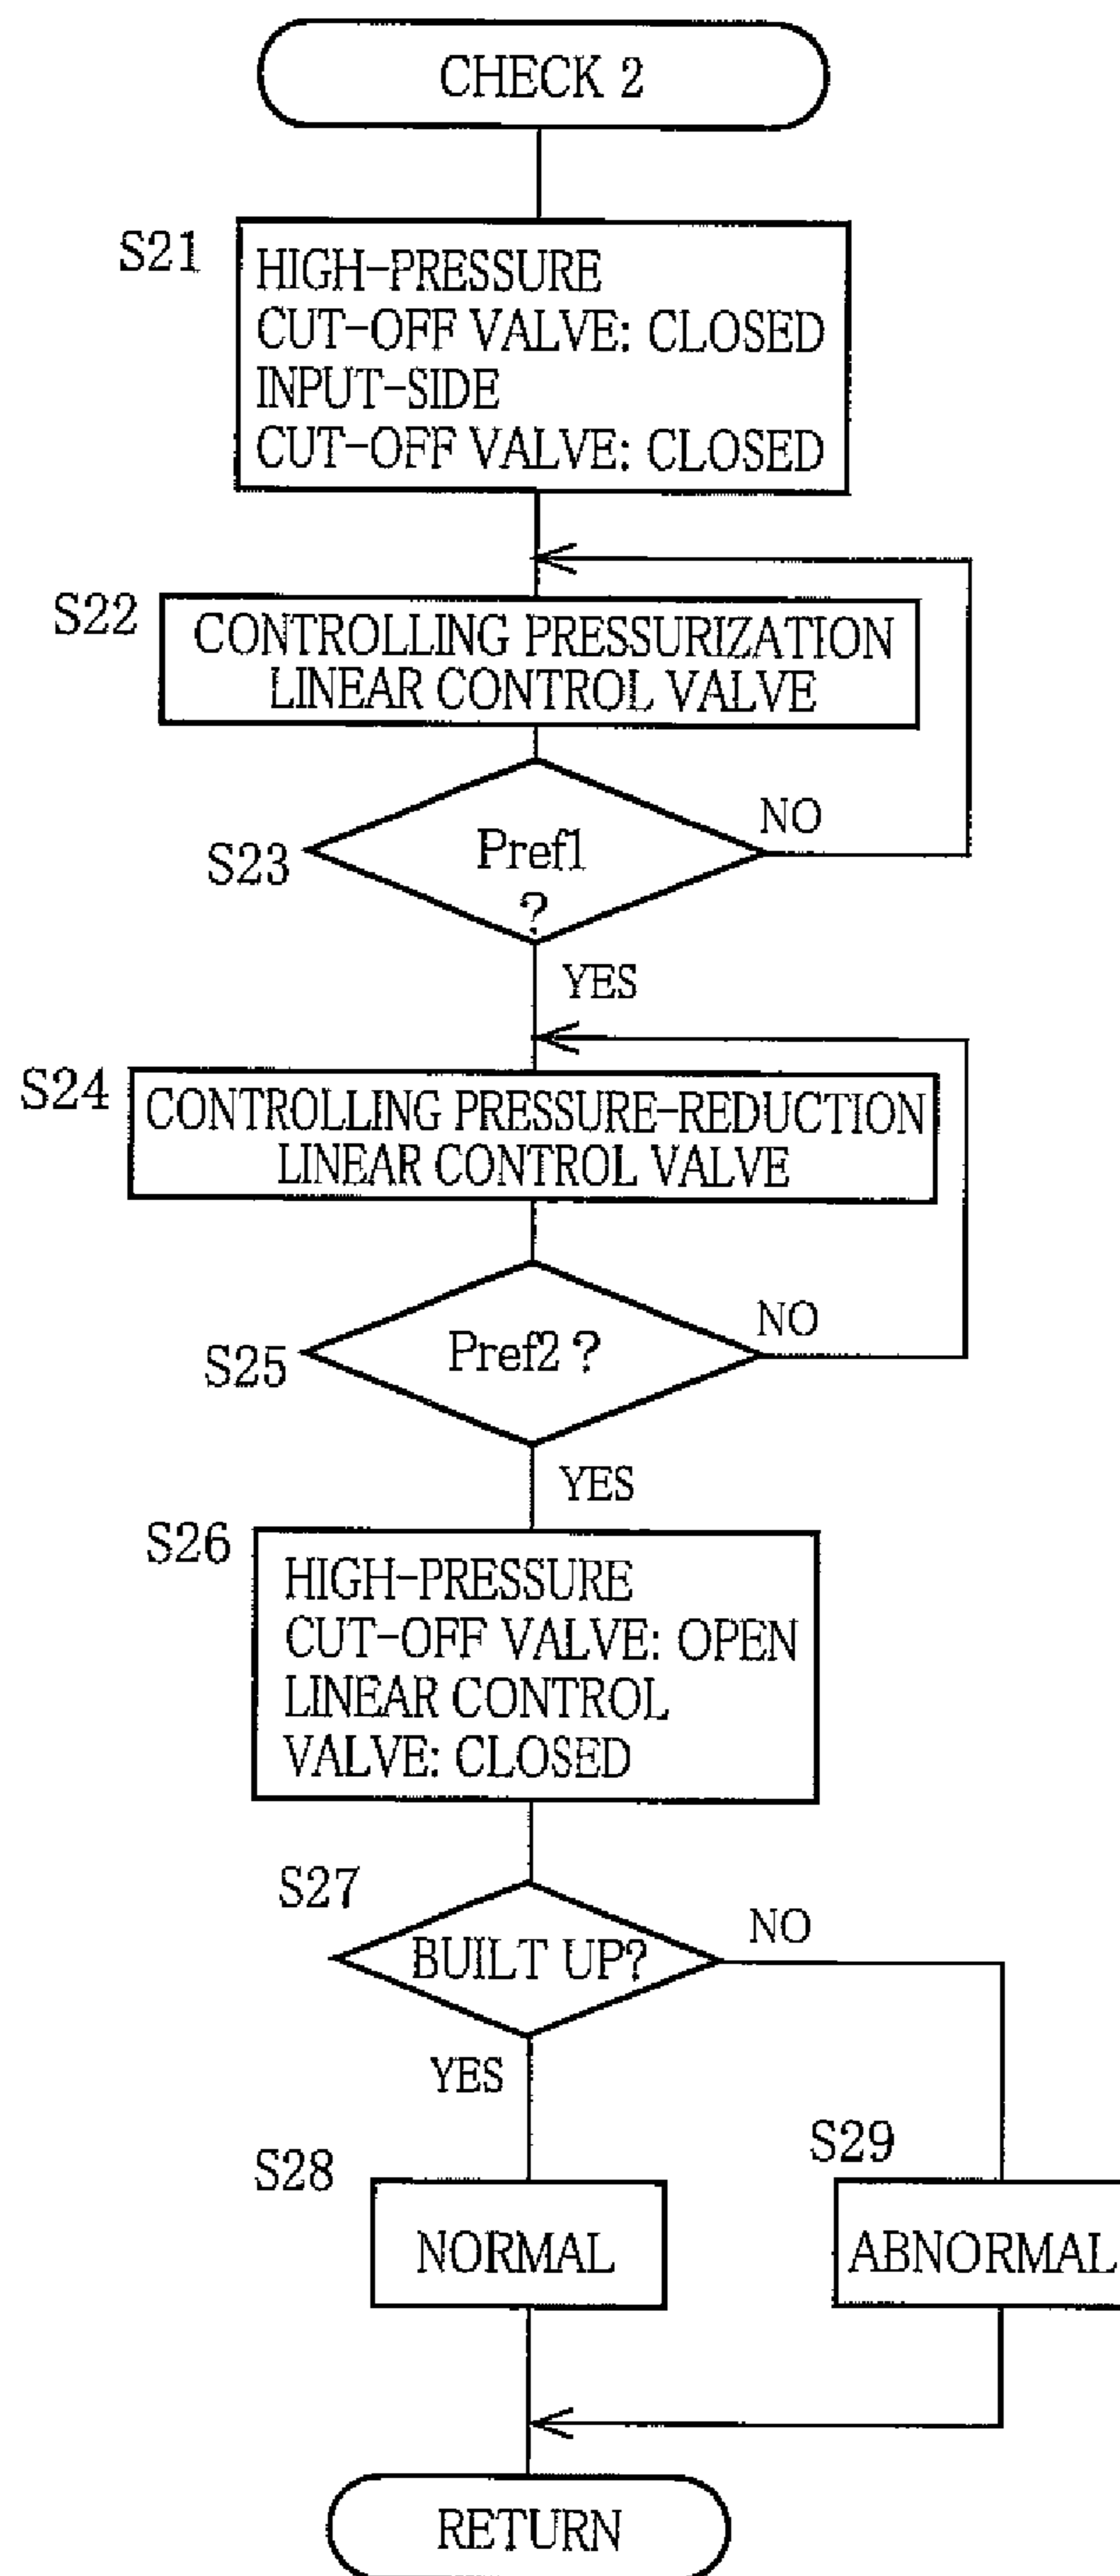 CHECK 2
S21
HIGH-PRESSURE
CUT-OFF VALVE: CLOSED
INPUT-SIDE
CUT-OFF VALVE: CLOSED
S22
CONTROLLING PRESSURIZATION
LINEAR CONTROL VALVE
S23
Pref1
?
NO
YES
S24
CONTROLLING PRESSURE-REDUCTION
LINEAR CONTROL VALVE
S25
Pref2 ?
NO
YES
S26
HIGH-PRESSURE
CUT-OFF VALVE: OPEN
LINEAR CONTROL
VALVE: CLOSED
S27
BUILT UP?
NO
YES
S28
NORMAL
S29
ABNORMAL
RETURN